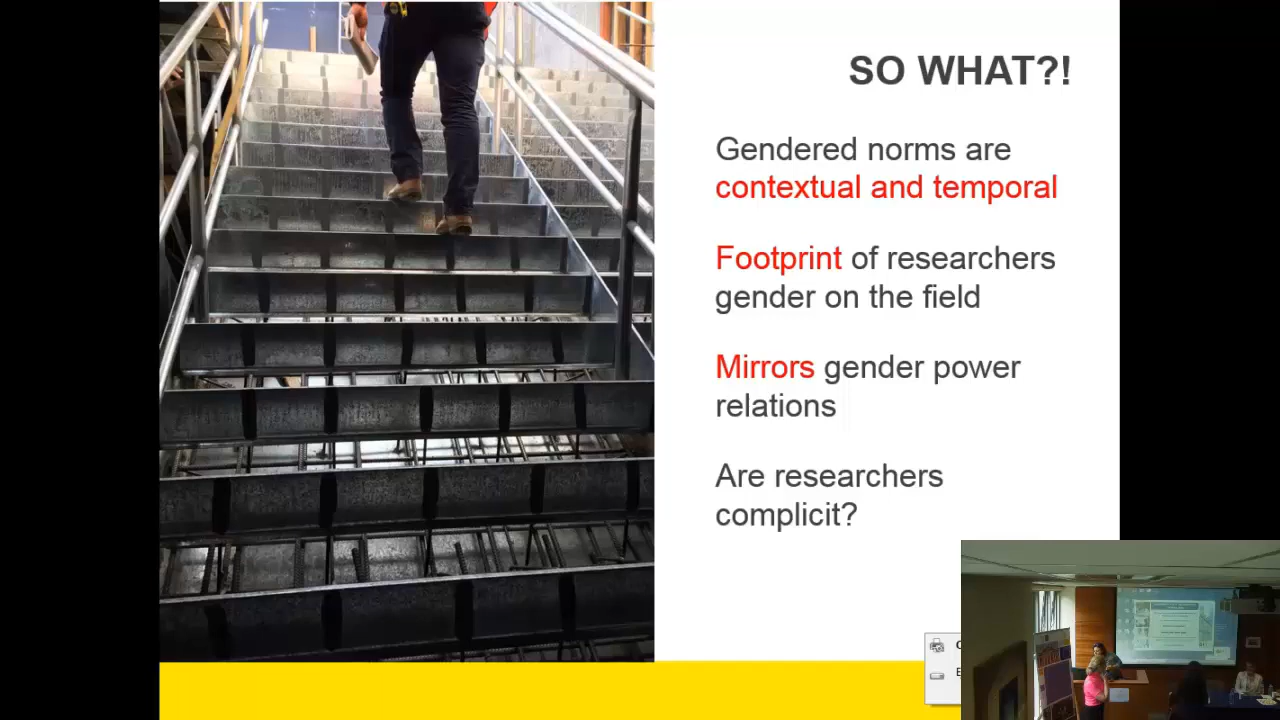 SO WHAT?!
Gendered norms are
contextual and temporal
Footprint of researchers
gender on the field
Mirrors gender power
relations
Are researchers
complicit?